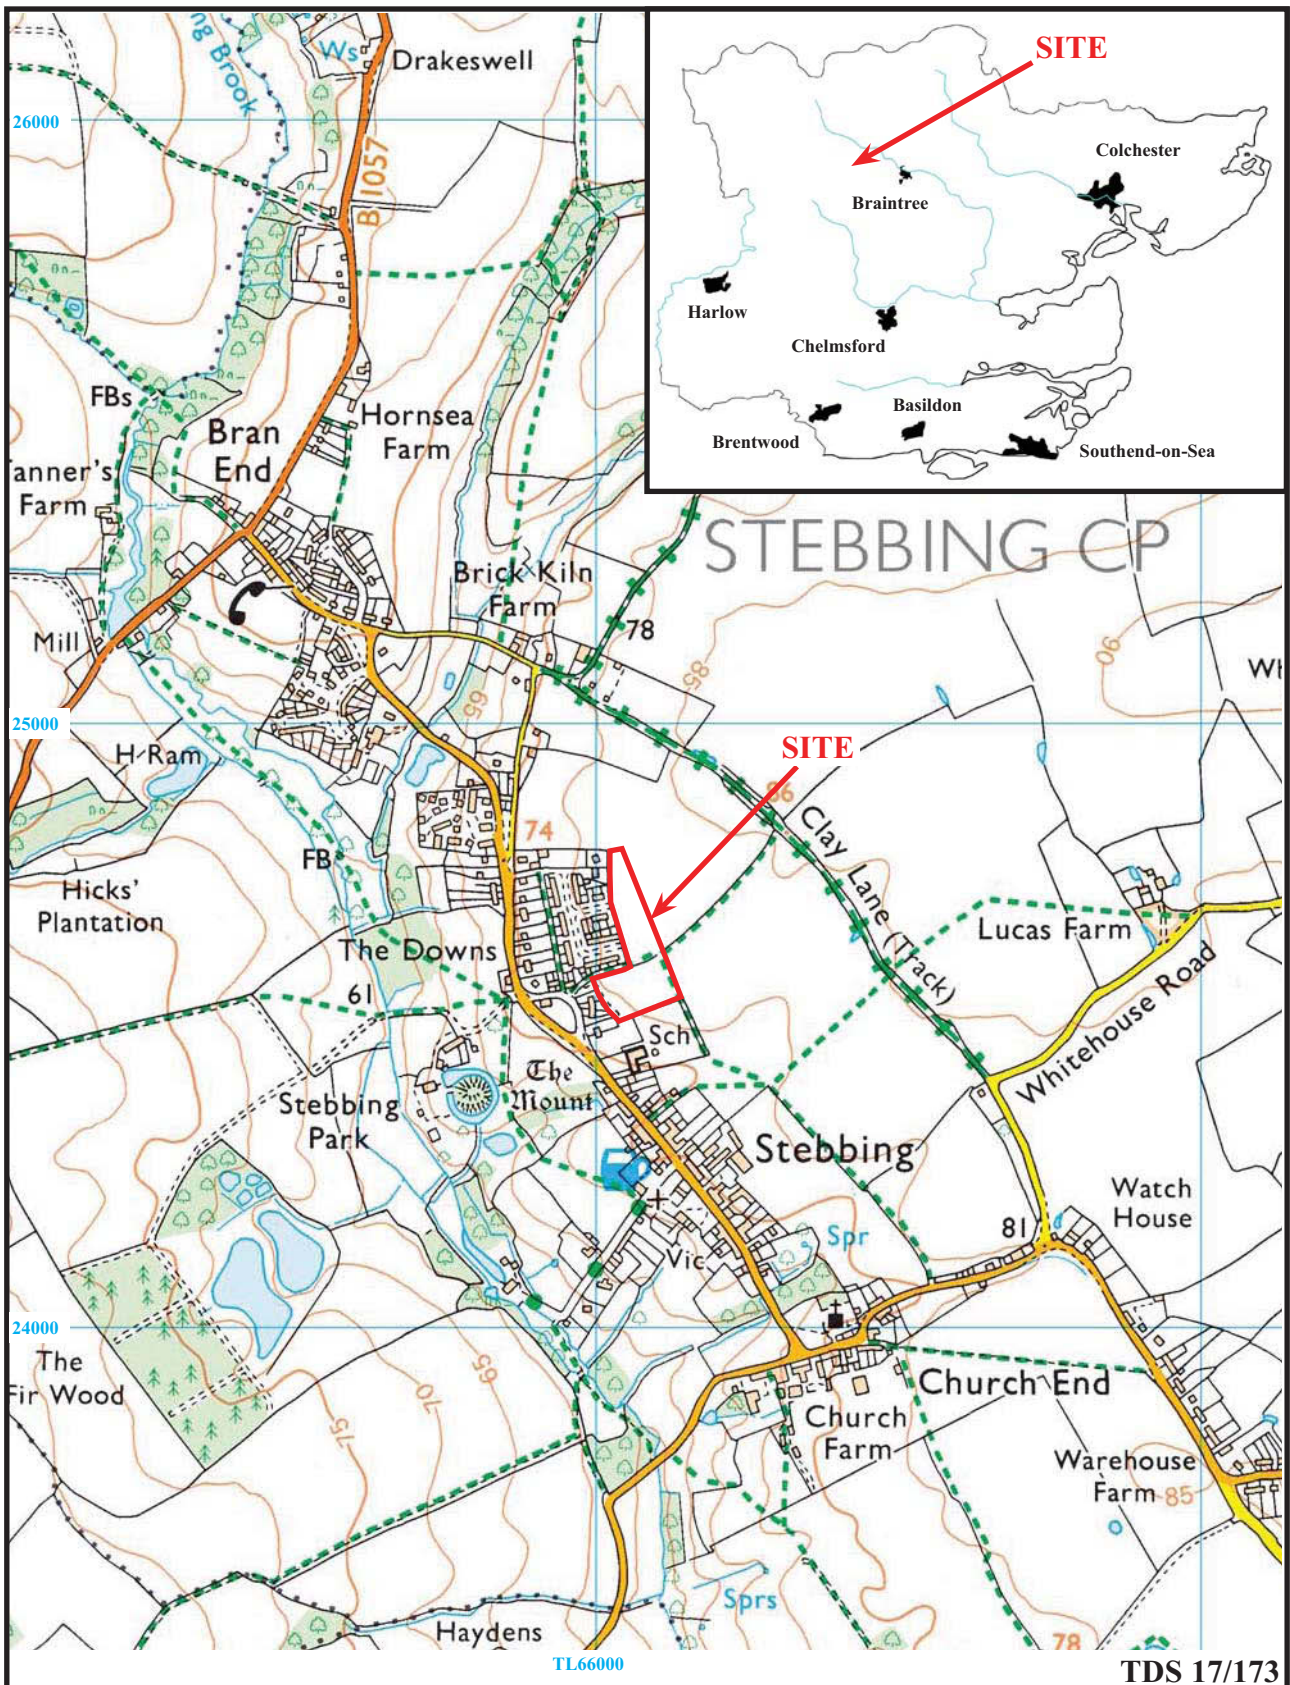 Drakeswell
Ws
ng Brook
26000
B 1057
SITE
Colchester
Braintree
Harlow
Chelmsford
Basildon
Brentwood
Southend-on-Sea
FBs
Bran
End
Hornsea
Farm
anner's
Farm
STEBBING CP
Brick Kiln
Farm
78
Mill
85
90
65
Wh
25000
H Ram
SITE
86
74
Clay Lane (Track)
FB
Hicks'
Plantation
The Downs
Lucas Farm
61
Whitehouse Road
Sch
The
Mount
Stebbing
Park
Stebbing
Watch
House
81
Spr
Vic
24000
The
Fir Wood
65
70
75
Church End
Church
Farm
Warehouse
Farm
85
Sprs
Haydens
78
TL66000
TDS 17/173